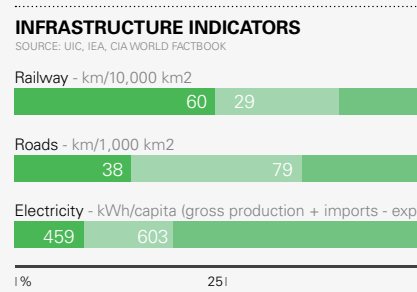 INFRASTRUCTURE INDICATORS
SOURCE: UIC, IEA, CIA WORLD FACTBOOK
Railway - km/10,000 km2
60 29
Roads - km/1,000 km2
38 79
Electricity - kWh/capita (gross production + imports - exp
459 603
% 25